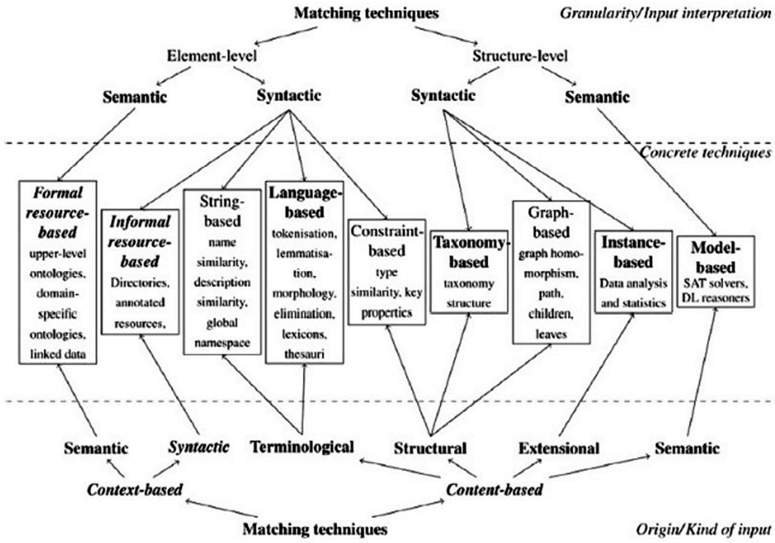 Matching techniques
Granularity/Input interpretation
Element-level
Structure-level
Semantic
Syntactic
Syntactic
Semantic
Concrete techniques
Formal
resource-
based
upper-level
ontologies,
domain-
specific
ontologies,
linked data
Informal
resource-
based
Directories,
annotated
resources,
String-
based
name
similarity,
description
similarity,
global
namespace
Language-
based
tokenisation,
lemmatisa-
tion,
morphology,
elimination,
lexicons,
thesauri
Constraint-
based
type
similarity, key
properties
Taxonomy-
based
taxonomy
structure
Graph-
based
graph homo-
morphism,
path,
children,
leaves
Instance-
based
Data analysis
and statistics
Model-
based
SAT solvers,
DL reasoners
Semantic
Syntactic
Terminological
Structural
Extensional
Semantic
Context-based
Content-based
Matching techniques
Origin/Kind of input